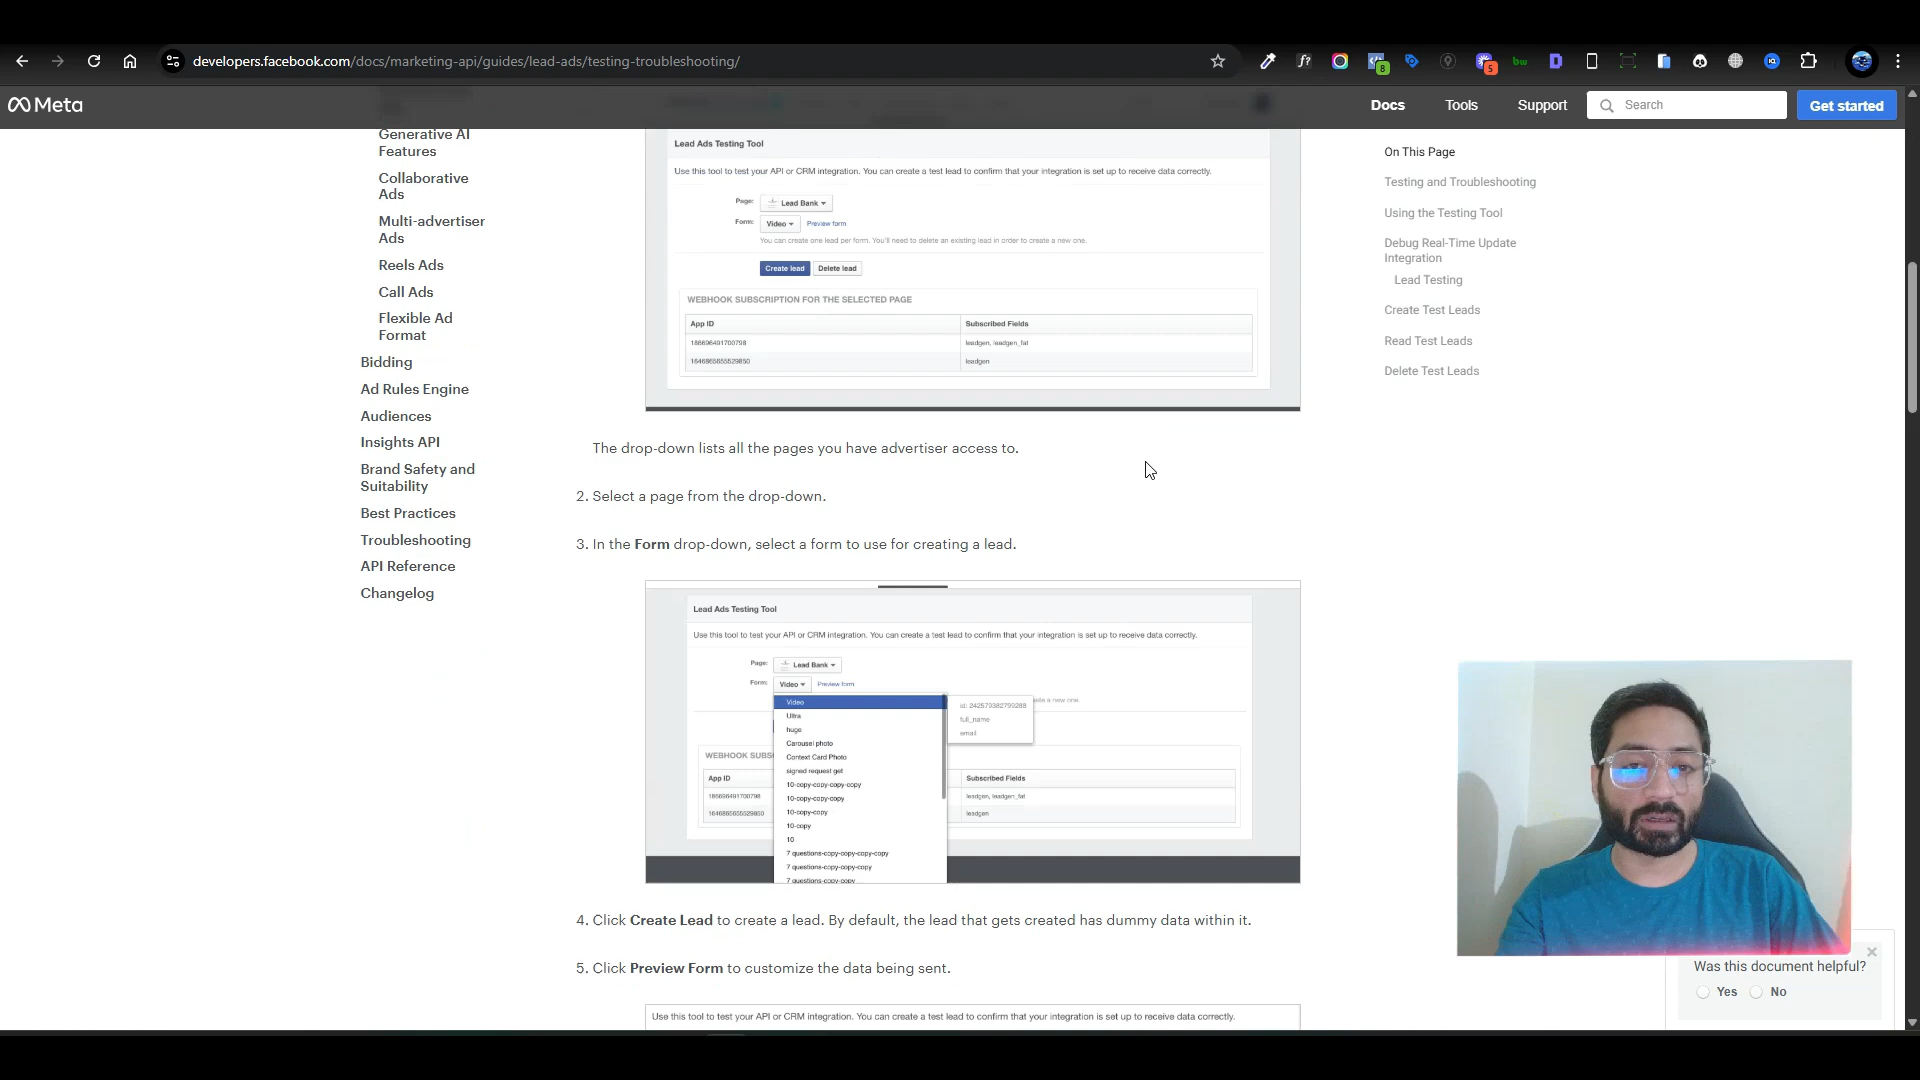 developers.facebook.com/docs/marketing-api/guides/lead-ads/testing-troubleshooting/
f?
8
5
bw
D
Meta
Docs
Tools
Support
Search
Get started
Generative AI
Features
Collaborative
Ads
Multi-advertiser
Ads
Reels Ads
Call Ads
Flexible Ad
Format
Bidding
Ad Rules Engine
Audiences
Insights API
Brand Safety and
Suitability
Best Practices
Troubleshooting
API Reference
Changelog
Lead Ads Testing Tool
Use this tool to test your API or CRM integration. You can create a test lead to confirm that your integration is set up to receive data correctly.
Page: Lead Bank
Form: Video Preview form
You can create one lead per form. You'll need to delete an existing lead in order to create a new one.
Create lead Delete lead
WEBHOOK SUBSCRIPTION FOR THE SELECTED PAGE
App ID Subscribed Fields
186696491700798 leadgen, leadgen_fat
1646865655529850 leadgen
The drop-down lists all the pages you have advertiser access to.
2. Select a page from the drop-down.
3. In the Form drop-down, select a form to use for creating a lead.
Lead Ads Testing Tool
Use this tool to test your API or CRM integration. You can create a test lead to confirm that your integration is set up to receive data correctly.
Page: Lead Bank
Form: Video Preview form
Video
Ultra
huge
Carousel photo
Context Card Photo
signed request get
10-copy-copy-copy-copy
10-copy-copy-copy
10-copy-copy
10-copy
10
7 questions-copy-copy-copy-copy
7 questions-copy-copy-copy
7 questions-copy-copy
id: 242579382799288
full_name
email
a new one.
WEBHOOK SUBS
App ID Subscribed Fields
186696491700798 leadgen, leadgen_fat
1646865655529850 leadgen
4. Click Create Lead to create a lead. By default, the lead that gets created has dummy data within it.
5. Click Preview Form to customize the data being sent.
Use this tool to test your API or CRM integration. You can create a test lead to confirm that your integration is set up to receive data correctly.
On This Page
Testing and Troubleshooting
Using the Testing Tool
Debug Real-Time Update
Integration
Lead Testing
Create Test Leads
Read Test Leads
Delete Test Leads
Was this document helpful?
Yes No